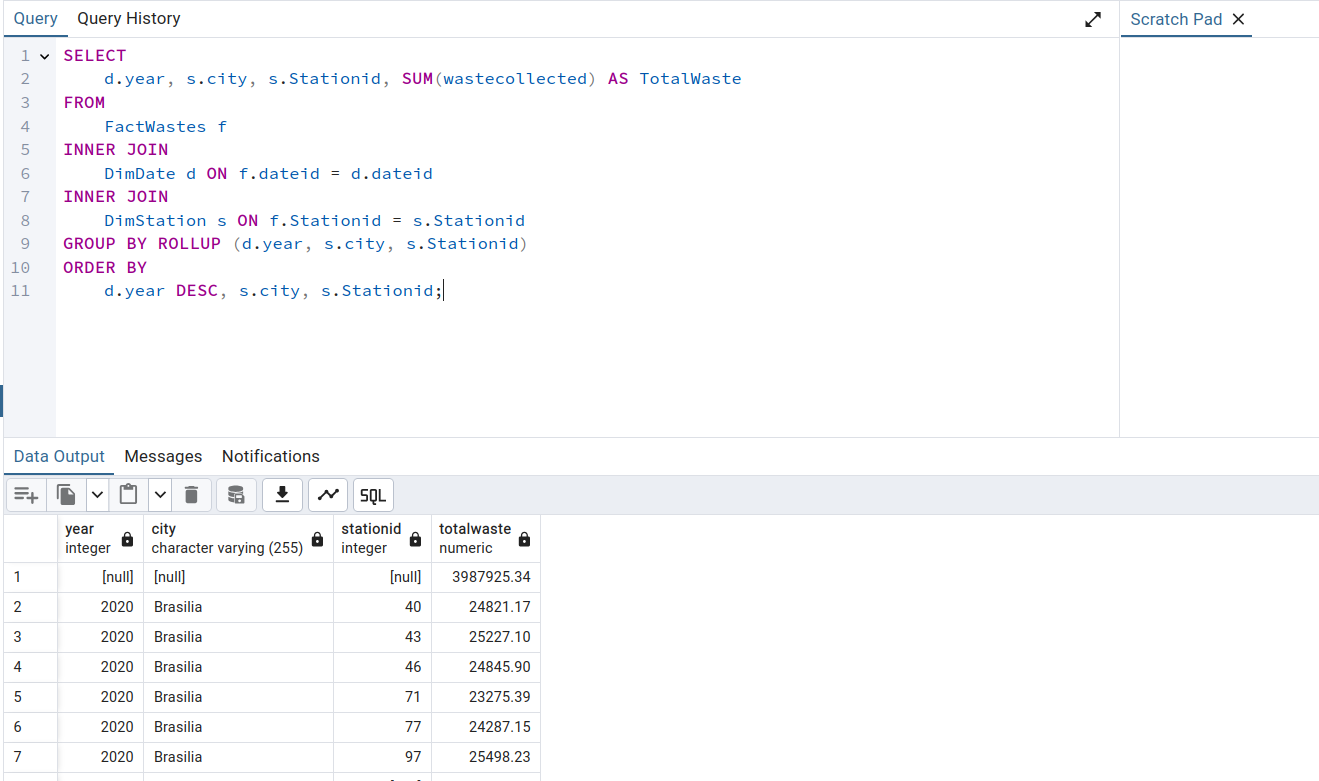 Query Query History Scratch Pad
1 SELECT
2 d.year, s.city, s.Stationid, SUM(wastecollected) AS TotalWaste
3 FROM
4 FactWastes f
5 INNER JOIN
6 DimDate d ON f.dateid = d.dateid
7 INNER JOIN
8 DimStation s ON f.Stationid = s.Stationid
9 GROUP BY ROLLUP (d.year, s.city, s.Stationid)
10 ORDER BY
11 d.year DESC, s.city, s.Stationid;
Data Output Messages Notifications
SQL
year city stationid totalwaste
integer character varying (255) integer numeric
1 [null] [null] [null] 3987925.34
2 2020 Brasilia 40 24821.17
3 2020 Brasilia 43 25227.10
4 2020 Brasilia 46 24845.90
5 2020 Brasilia 71 23275.39
6 2020 Brasilia 77 24287.15
7 2020 Brasilia 97 25498.23